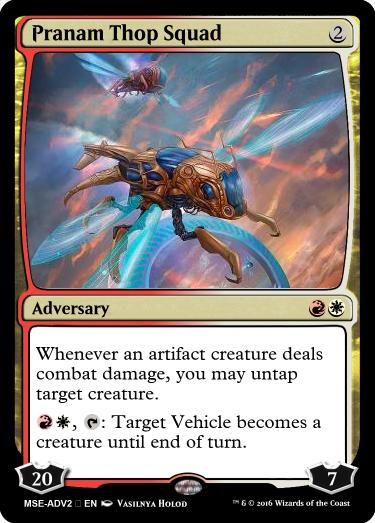 Pranam Thop Squad 2
Adversary
Whenever an artifact creature deals
combat damage, you may untap
target creature.
, : Target Vehicle becomes a
creature until end of turn.
20 7
MSE-ADV2 □ EN Vasilnya Holod ™ & © 2016 Wizards of the Coast